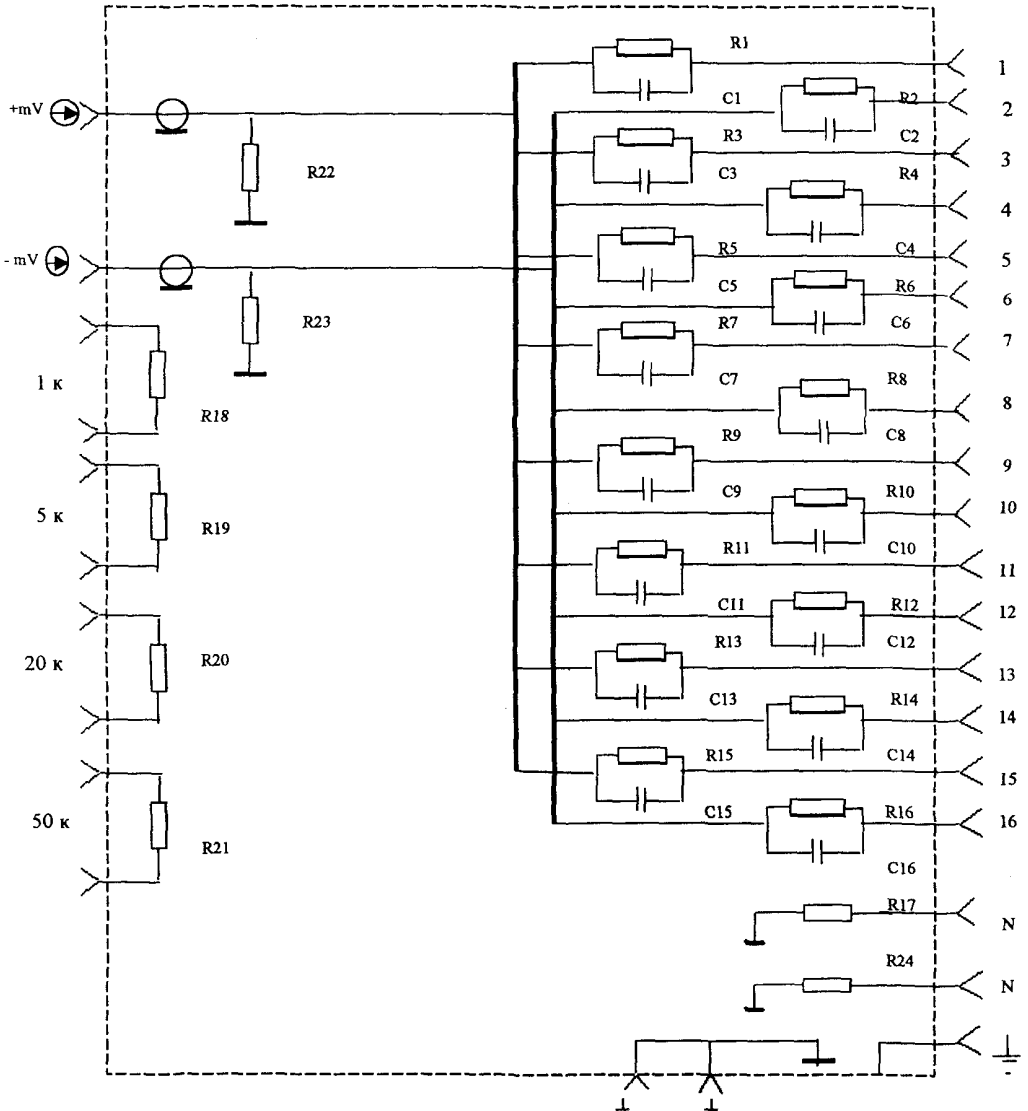 R1
1
+mV
C1
R2
2
R3
C2
3
R22
C3
R4
4
- mV
R5
C4
5
C5
R6
6
R23
R7
C6
7
1 к
R18
C7
R8
8
R9
C8
9
5 к
R19
C9
R10
10
R11
C10
11
C11
R12
12
20 к
R20
R13
C12
13
C13
R14
14
R15
C14
15
50 к
R21
C15
R16
16
C16
R17
N
R24
N